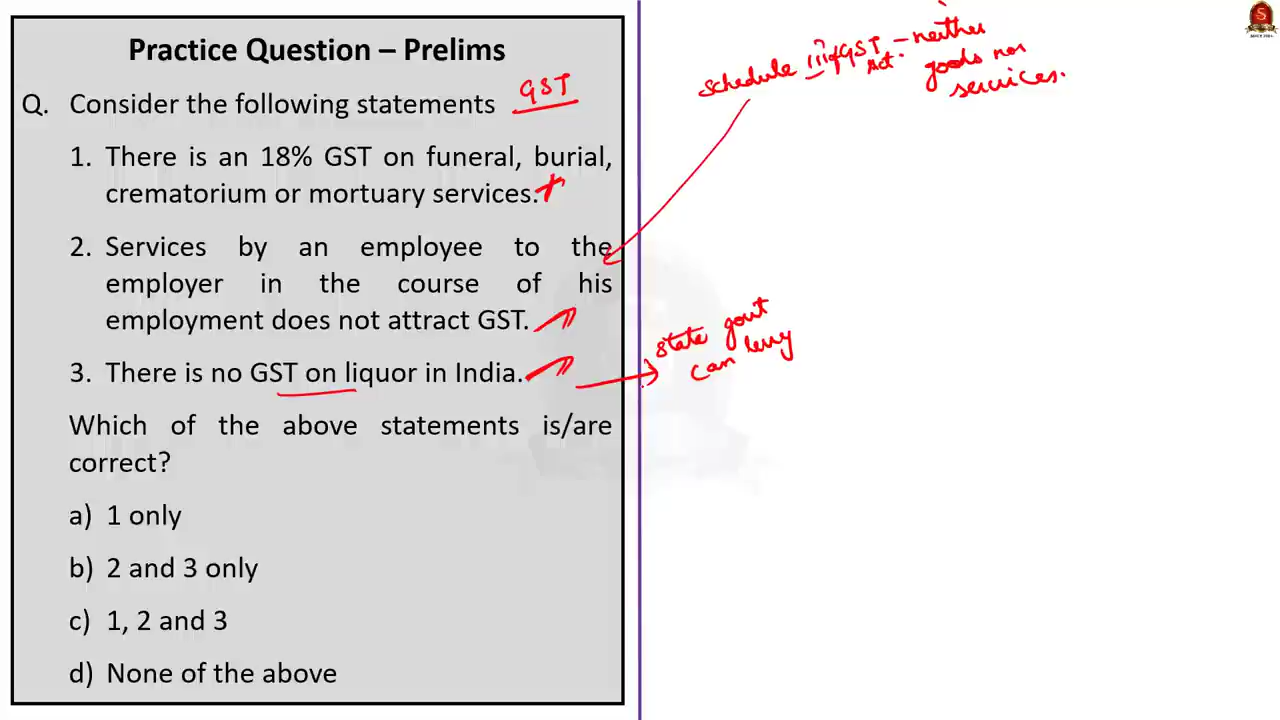 Practice Question – Prelims
Q. Consider the following statements
GST
1. There is an 18% GST on funeral, burial,
crematorium or mortuary services.
2. Services by an employee to the
employer in the course of his
employment does not attract GST.
3. There is no GST on liquor in India.
Which of the above statements is/are
correct?
a) 1 only
b) 2 and 3 only
c) 1, 2 and 3
d) None of the above
Schedule III of GST Act. – neither
goods nor
services.
State govt
can levy
S